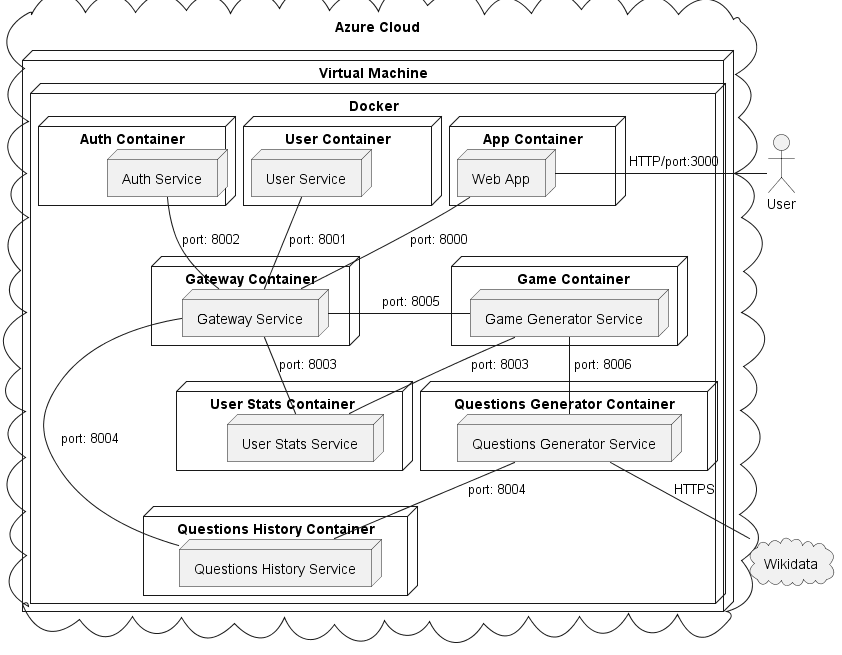 Azure Cloud
Virtual Machine
Docker
Auth Container
User Container
App Container
Auth Service
User Service
Web App
HTTP/port:3000
User
port: 8002
port: 8001
port: 8000
Gateway Container
Game Container
Gateway Service
port: 8005
Game Generator Service
port: 8003
port: 8003
port: 8006
User Stats Container
Questions Generator Container
port: 8004
User Stats Service
Questions Generator Service
port: 8004
HTTPS
Questions History Container
Questions History Service
Wikidata